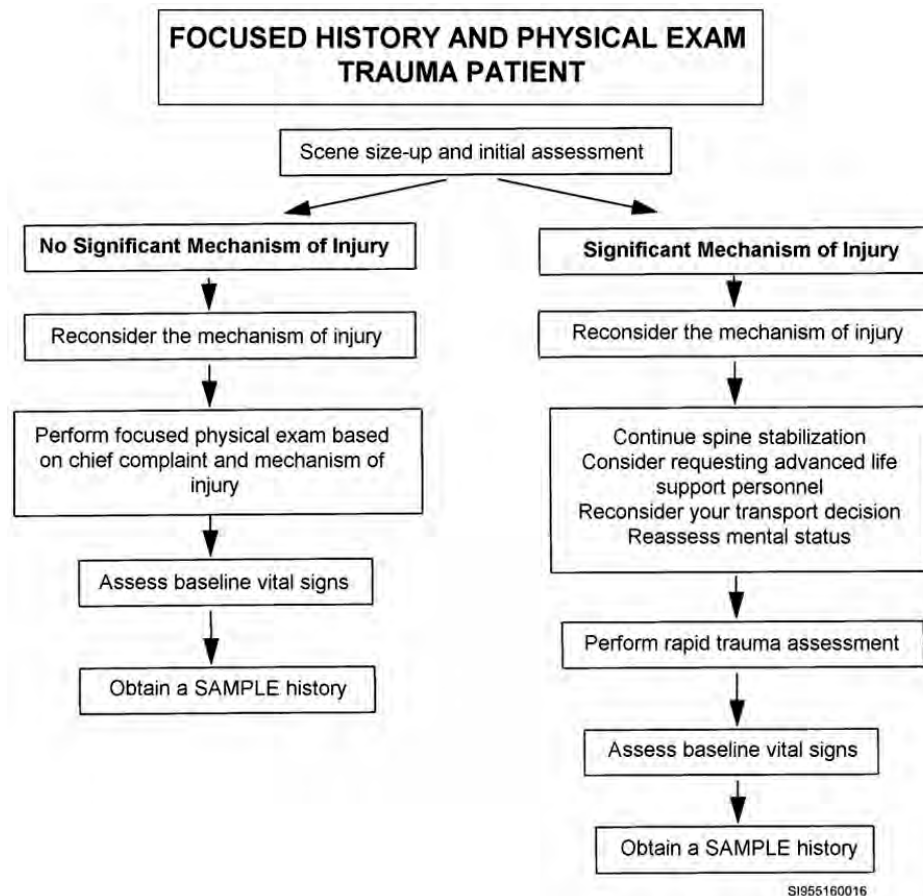 FOCUSED HISTORY AND PHYSICAL EXAM
TRAUMA PATIENT
Scene size-up and initial assessment
No Significant Mechanism of Injury
Reconsider the mechanism of injury
Perform focused physical exam based
on chief complaint and mechanism of
injury
Assess baseline vital signs
Obtain a SAMPLE history
Significant Mechanism of Injury
Reconsider the mechanism of injury
Continue spine stabilization
Consider requesting advanced life
support personnel
Reconsider your transport decision
Reassess mental status
Perform rapid trauma assessment
Assess baseline vital signs
Obtain a SAMPLE history
SI955160016